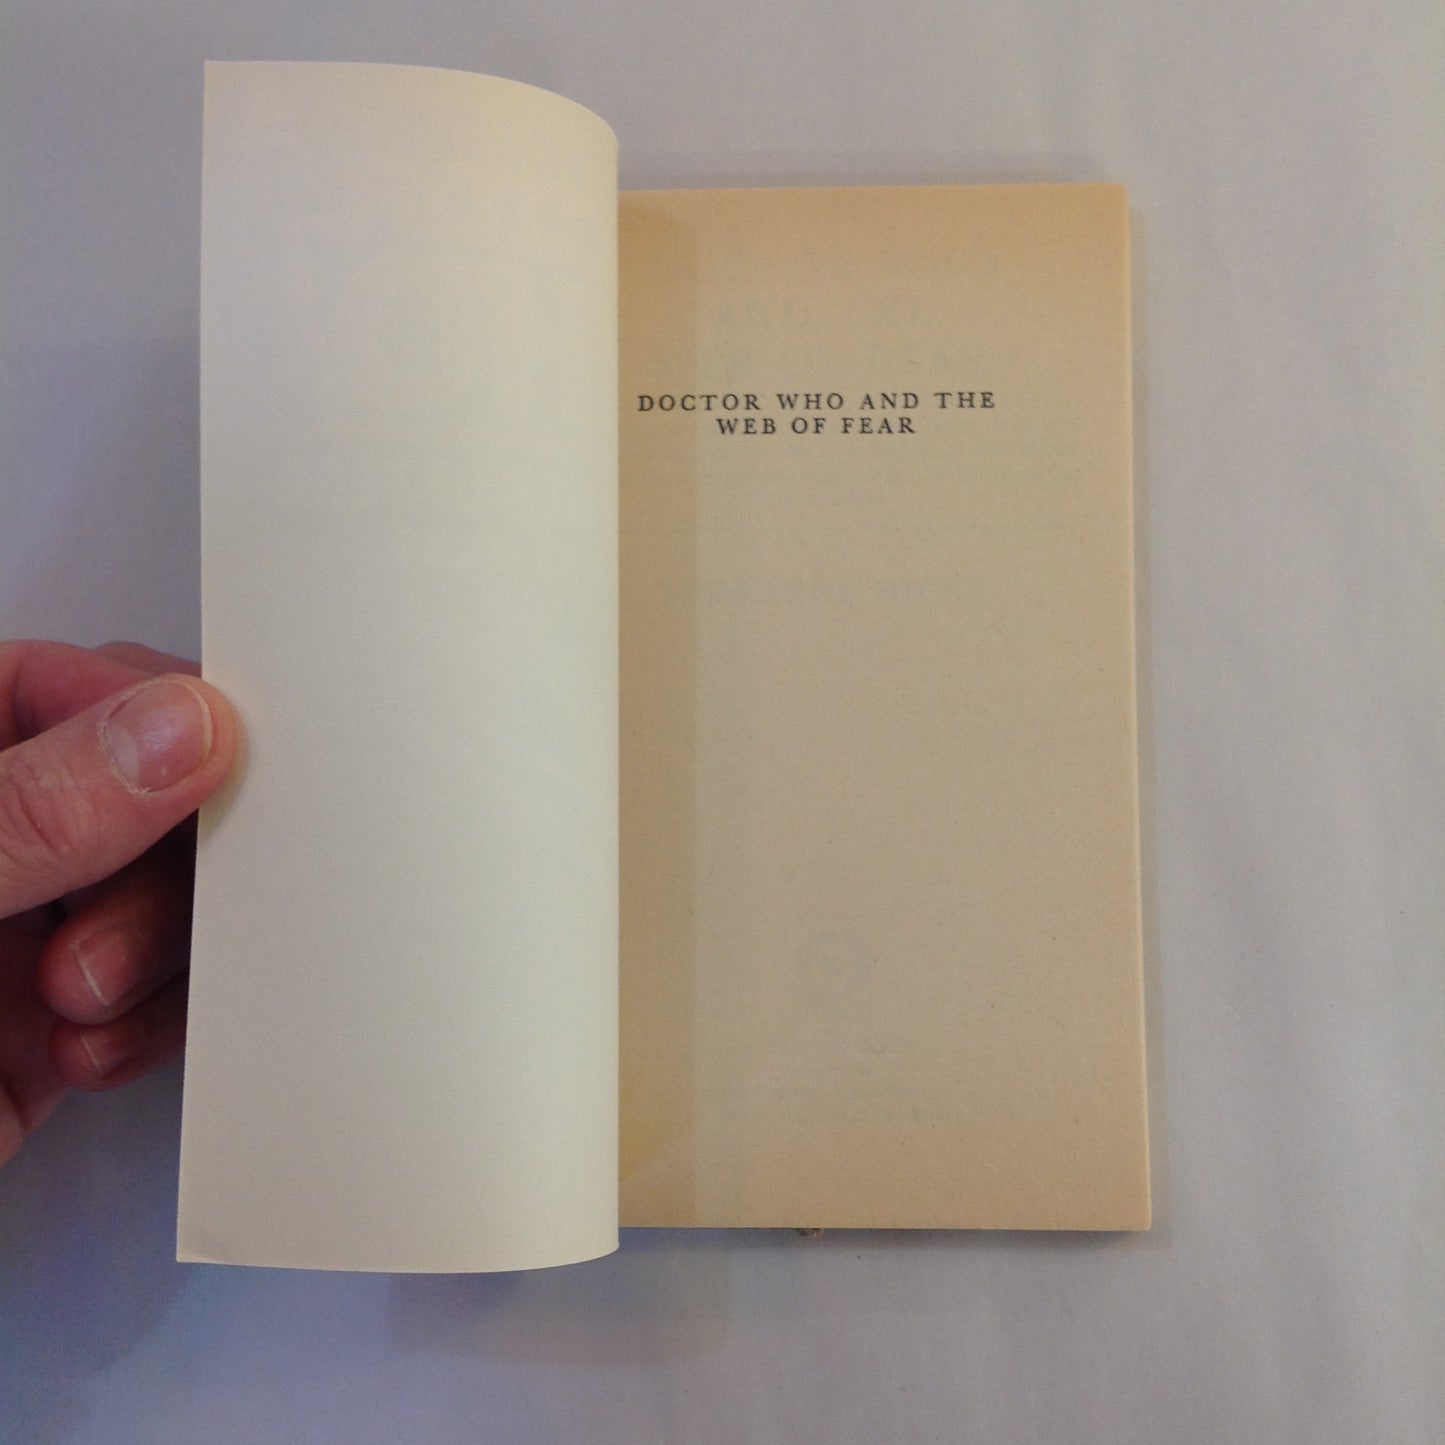 DOCTOR WHO AND THE
WEB OF FEAR